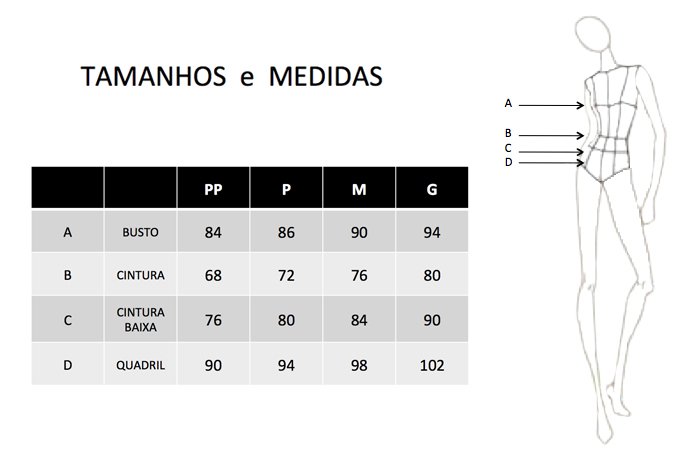 TAMANHOS e MEDIDAS
PP P M G
A BUSTO 84 86 90 94
B CINTURA 68 72 76 80
C CINTURA BAIXA 76 80 84 90
D QUADRIL 90 94 98 102
A
B
C
D